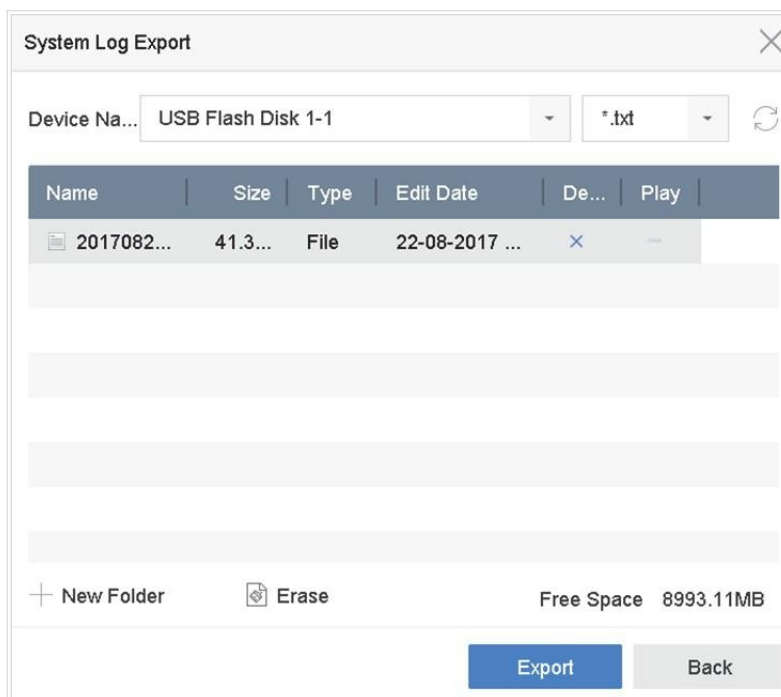 System Log Export
Device Na... USB Flash Disk 1-1 *.txt
Name Size Type Edit Date De... Play
2017082... 41.3... File 22-08-2017 ... × –
New Folder Erase Free Space 8993.11MB
Export Back